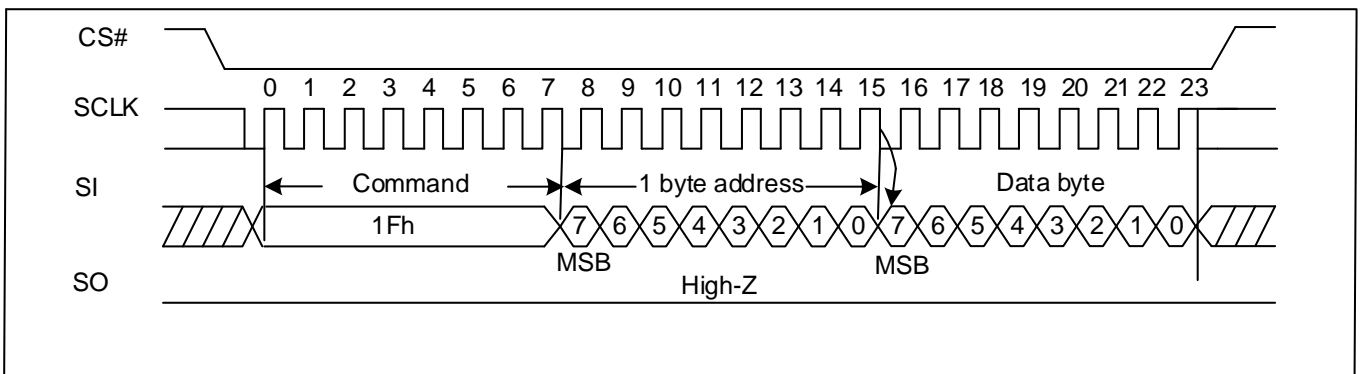 CS#
0 1 2 3 4 5 6 7 8 9 10 11 12 13 14 15 16 17 18 19 20 21 22 23
SCLK
SI Command 1 byte address Data byte
1Fh 7 6 5 4 3 2 1 0 7 6 5 4 3 2 1 0
MSB MSB
SO High-Z